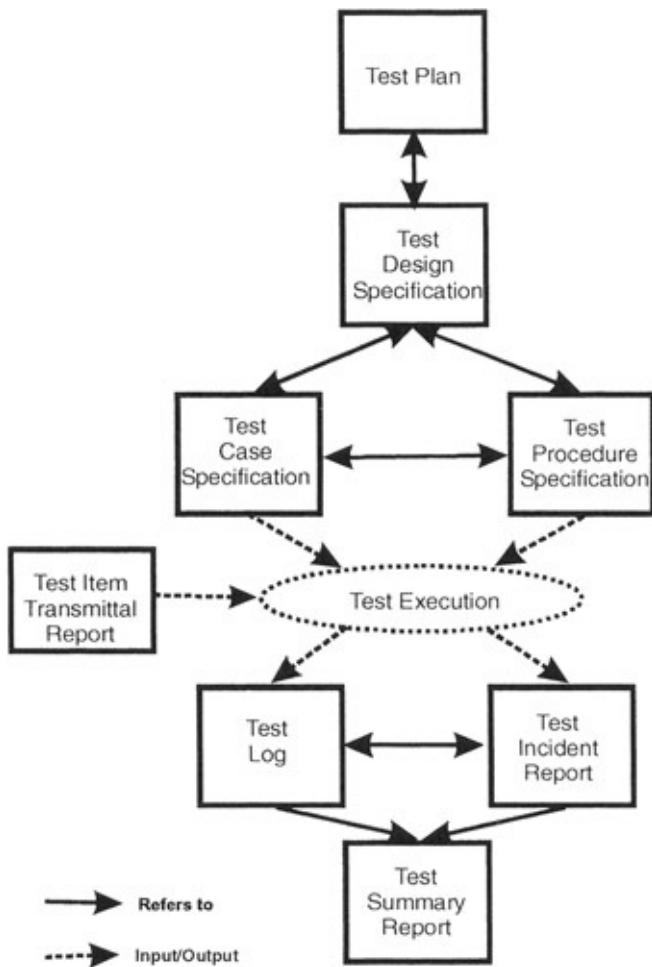 Test Plan
Test
Design
Specification
Test
Case
Specification
Test
Procedure
Specification
Test Item
Transmittal
Report
Test Execution
Test
Log
Test
Incident
Report
Test
Summary
Report
Refers to
Input/Output